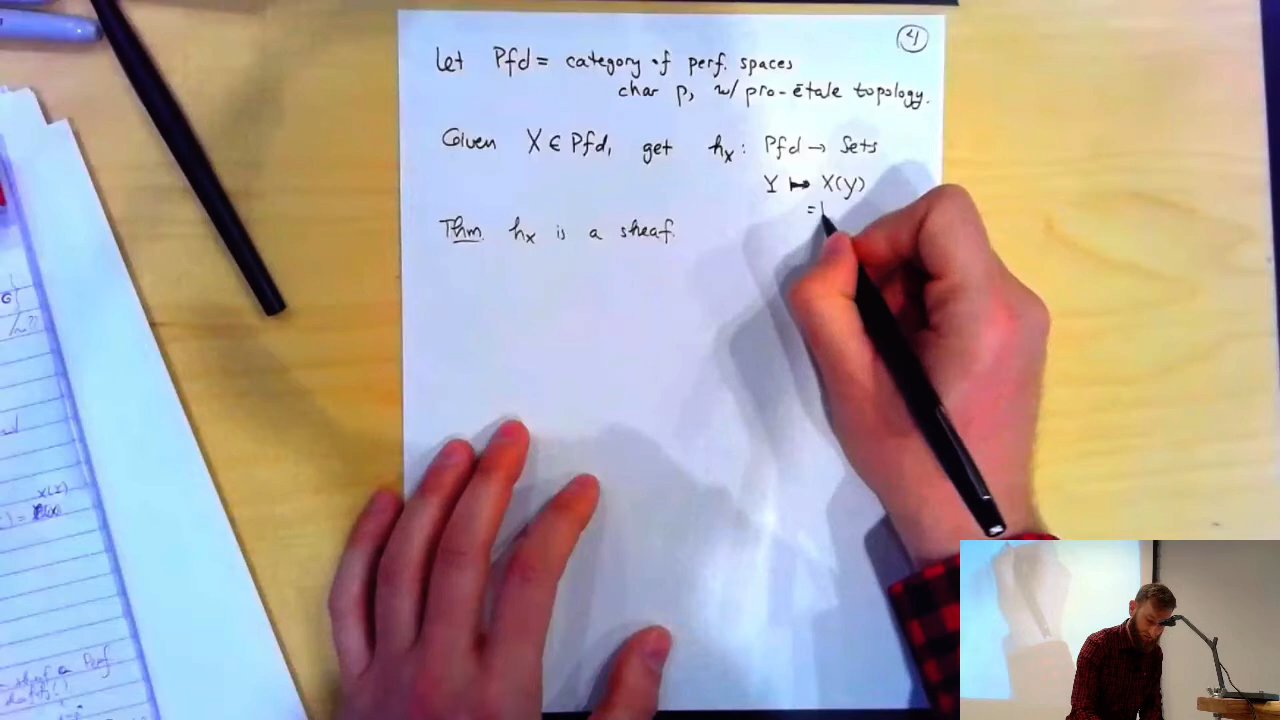 4
let Pfd = category of perf. spaces
char p, w/ pro-étale topology.
Given X ∈ Pfd, get h_X : Pfd → Sets
Y ↦ X(Y)
=
Thm. h_X is a sheaf.
G
X(Y)